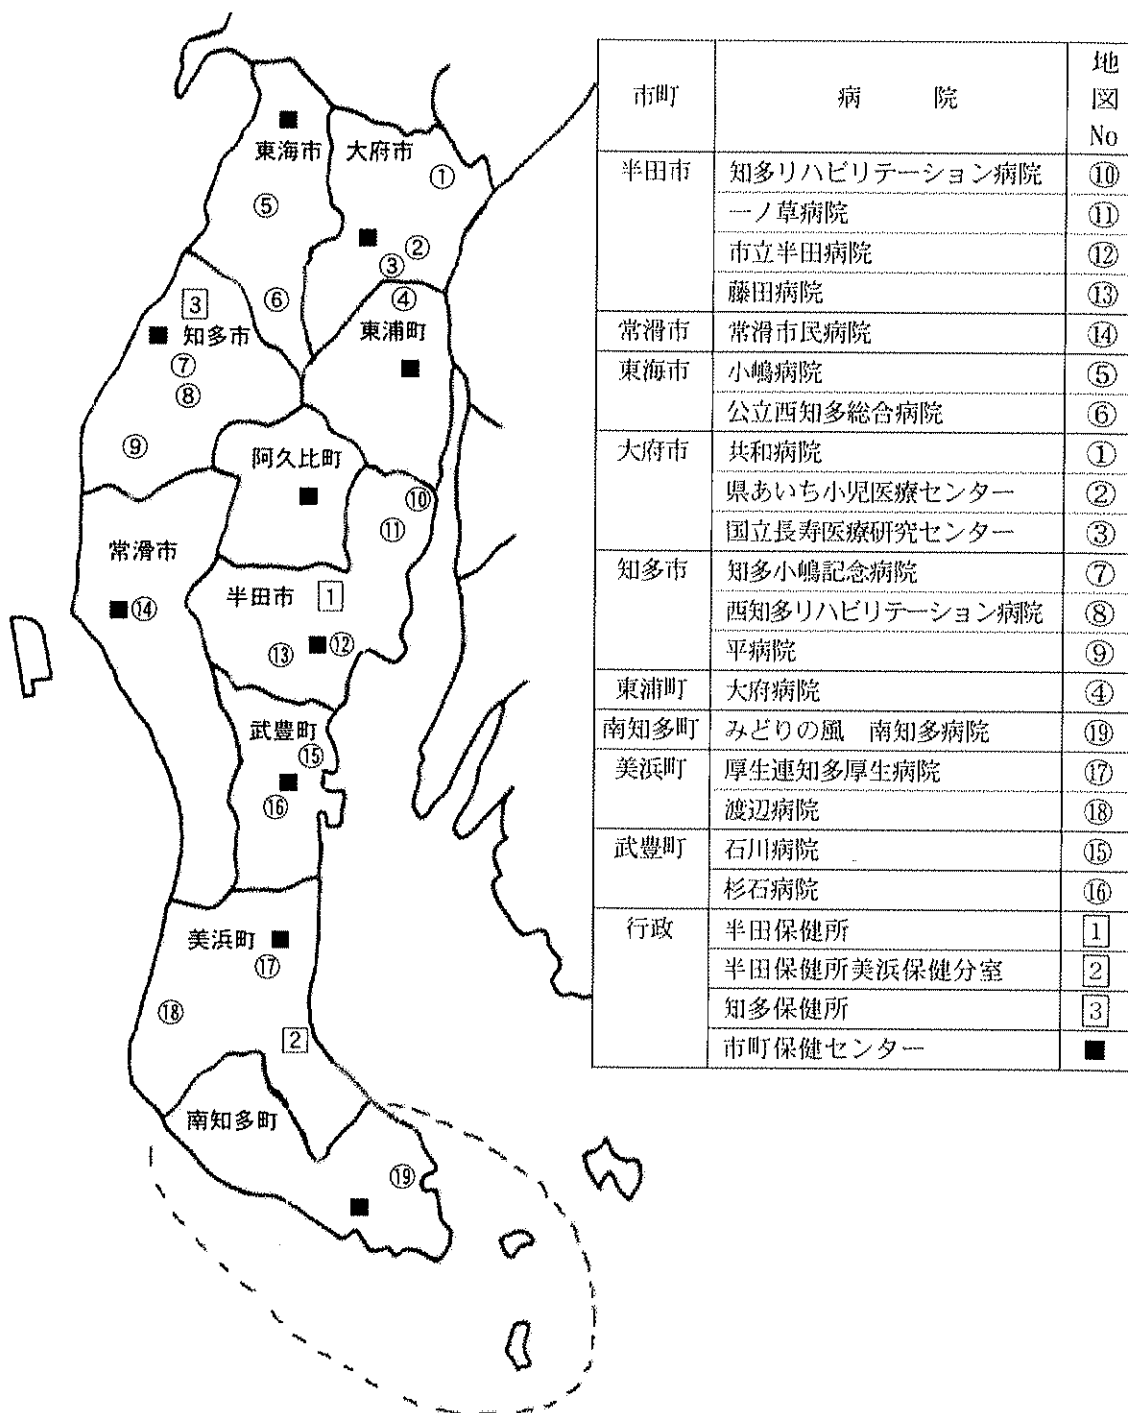 東海市 大府市
①
⑤
②
③
⑥ ④
3 東浦町
知多市
⑦
⑧
⑨
阿久比町
⑩
⑪
常滑市
半田市 1
⑭
⑬ ⑫
武豊町
⑮
⑯
美浜町
⑰
⑱
2
南知多町
⑲
市町 病院 地図No
半田市 知多リハビリテーション病院 ⑩
一ノ草病院 ⑪
市立半田病院 ⑫
藤田病院 ⑬
常滑市 常滑市民病院 ⑭
東海市 小嶋病院 ⑤
公立西知多総合病院 ⑥
大府市 共和病院 ①
県あいち小児医療センター ②
国立長寿医療研究センター ③
知多市 知多小嶋記念病院 ⑦
西知多リハビリテーション病院 ⑧
平病院 ⑨
東浦町 大府病院 ④
南知多町 みどりの風 南知多病院 ⑲
美浜町 厚生連知多厚生病院 ⑰
渡辺病院 ⑱
武豊町 石川病院 ⑮
杉石病院 ⑯
行政 半田保健所 1
半田保健所美浜保健分室 2
知多保健所 3
市町保健センター ■